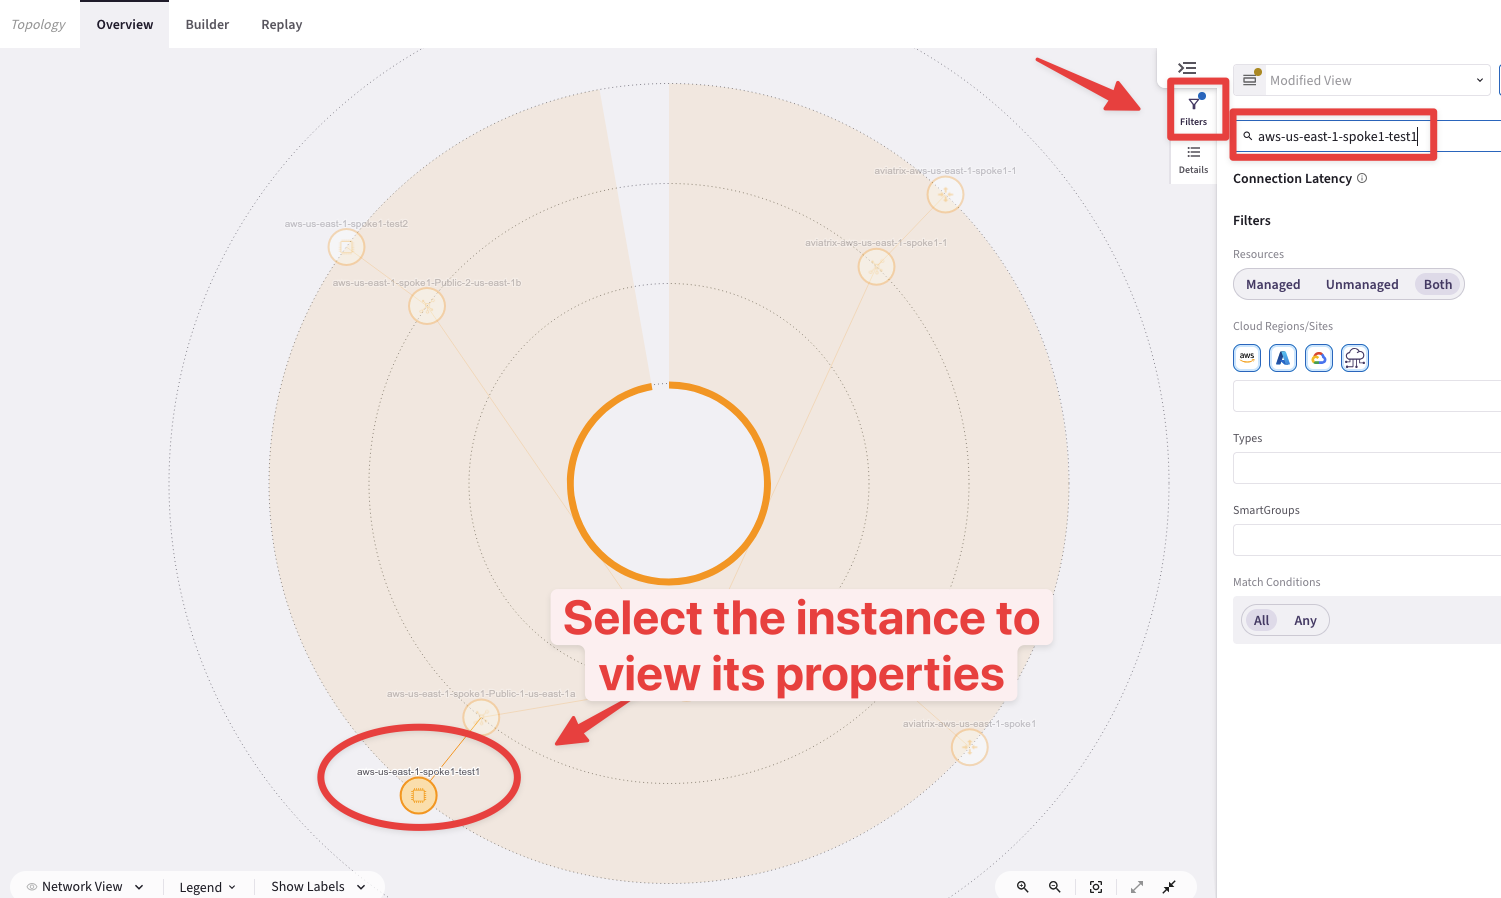 Topology
Overview
Builder
Replay
Modified View
Filters
aws-us-east-1-spoke1-test1
Details
Connection Latency
Filters
Resources
Managed
Unmanaged
Both
Cloud Regions/Sites
aws
Types
SmartGroups
Match Conditions
All
Any
aviatrix-aws-us-east-1-spoke1-1
aws-us-east-1-spoke1-test2
aviatrix-aws-us-east-1-spoke1-1
aws-us-east-1-spoke1-Public-2-us-east-1b
Select the instance to
view its properties
aws-us-east-1-spoke1-Public-1-us-east-1a
aviatrix-aws-us-east-1-spoke1
aws-us-east-1-spoke1-test1
Network View
Legend
Show Labels